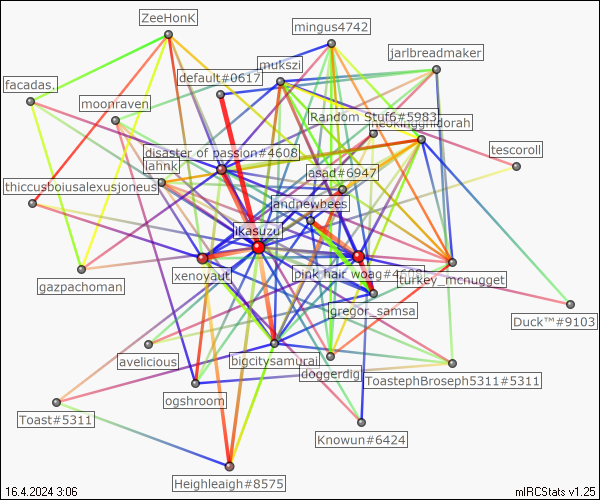 ZeeHonK
mingus4742
jarlbreadmaker
mukszi
default#0617
facadas,
moonraven
Random Stuf6#5983
neokingghidorah
disaster of passion#4608
tescoroll
lahnk
asad#6947
thiccusboiusalexusjoneus
andnewbees
ikasuzu
xenoyaut
pink hair woag#4608
turkey_mcnugget
gazpachoman
gregor_samsa
Duck™#9103
avelicious
bigcitysamurai
doggerdigi
ToastephBroseph5311#5311
ogshroom
Toast#5311
Knowun#6424
Heighleaigh#8575
16.4.2024 3:06
mIRCStats v1.25